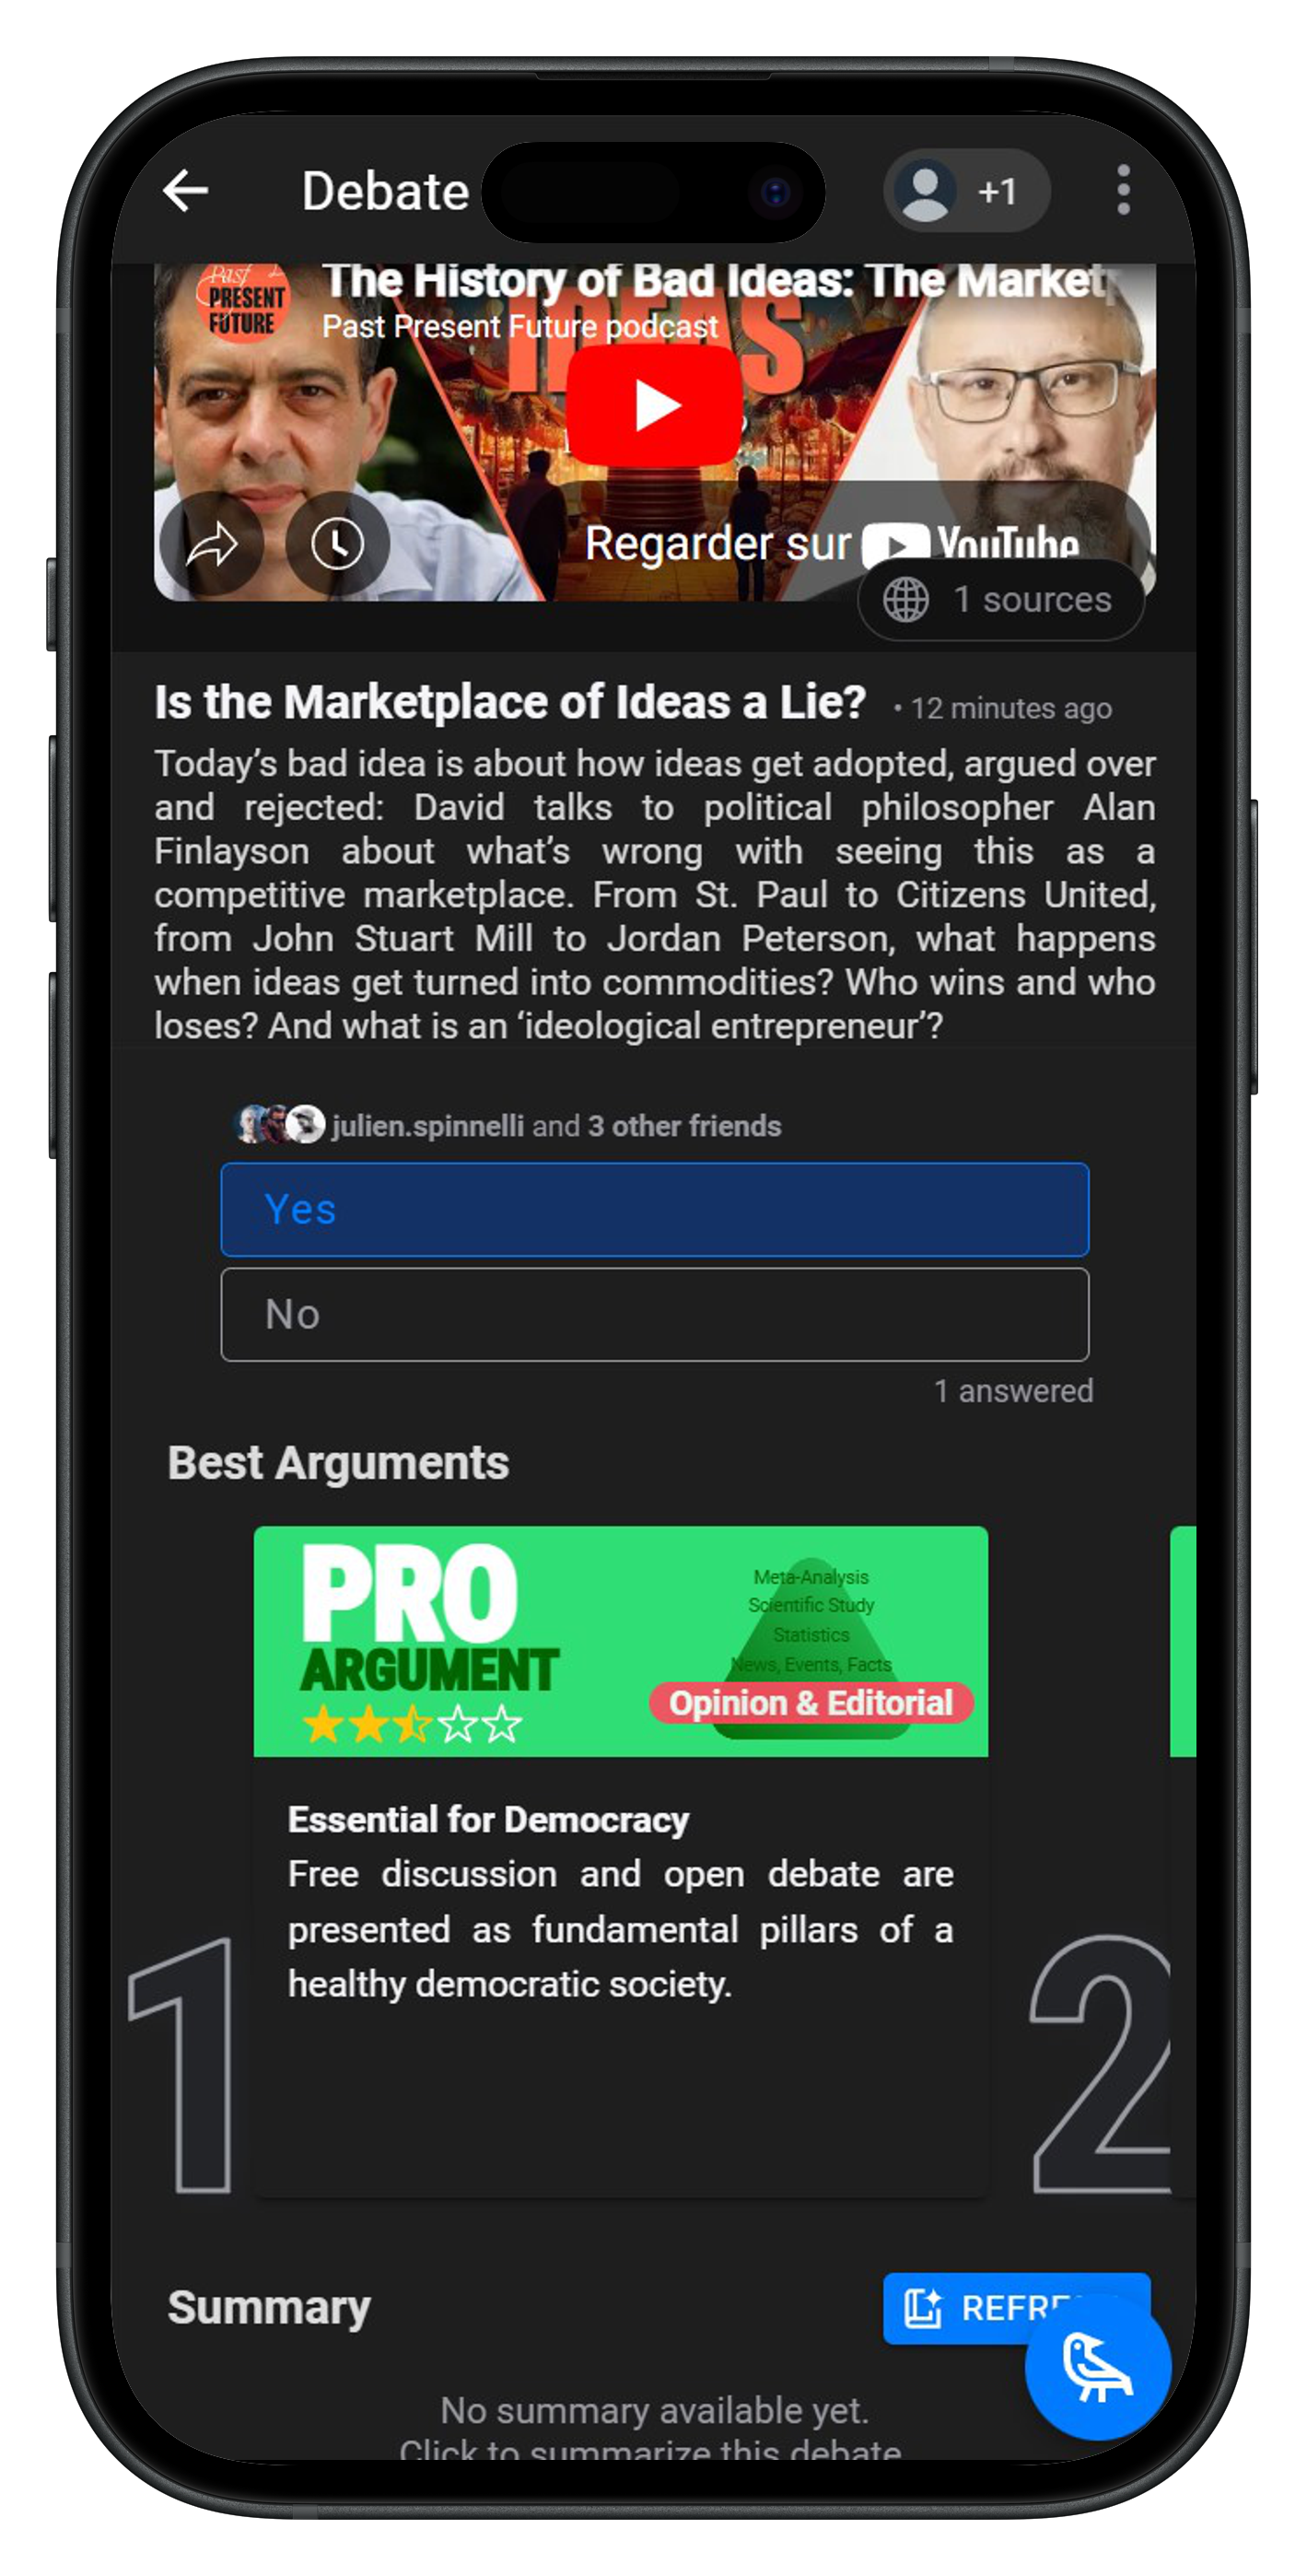 Debate
+1
Past
PRESENT
FUTURE
The History of Bad Ideas: The Market
Past Present Future podcast
IDEAS
Regarder sur YouTube
1 sources
Is the Marketplace of Ideas a Lie? • 12 minutes ago
Today’s bad idea is about how ideas get adopted, argued over
and rejected: David talks to political philosopher Alan
Finlayson about what’s wrong with seeing this as a
competitive marketplace. From St. Paul to Citizens United,
from John Stuart Mill to Jordan Peterson, what happens
when ideas get turned into commodities? Who wins and who
loses? And what is an ‘ideological entrepreneur’?
julien.spinnelli and 3 other friends
Yes
No
1 answered
Best Arguments
PRO
ARGUMENT
Meta-Analysis
Scientific Study
Statistics
News, Events, Facts
Opinion & Editorial
Essential for Democracy
Free discussion and open debate are
presented as fundamental pillars of a
healthy democratic society.
1
2
Summary
REFRE
No summary available yet.
Click to summarize this debate